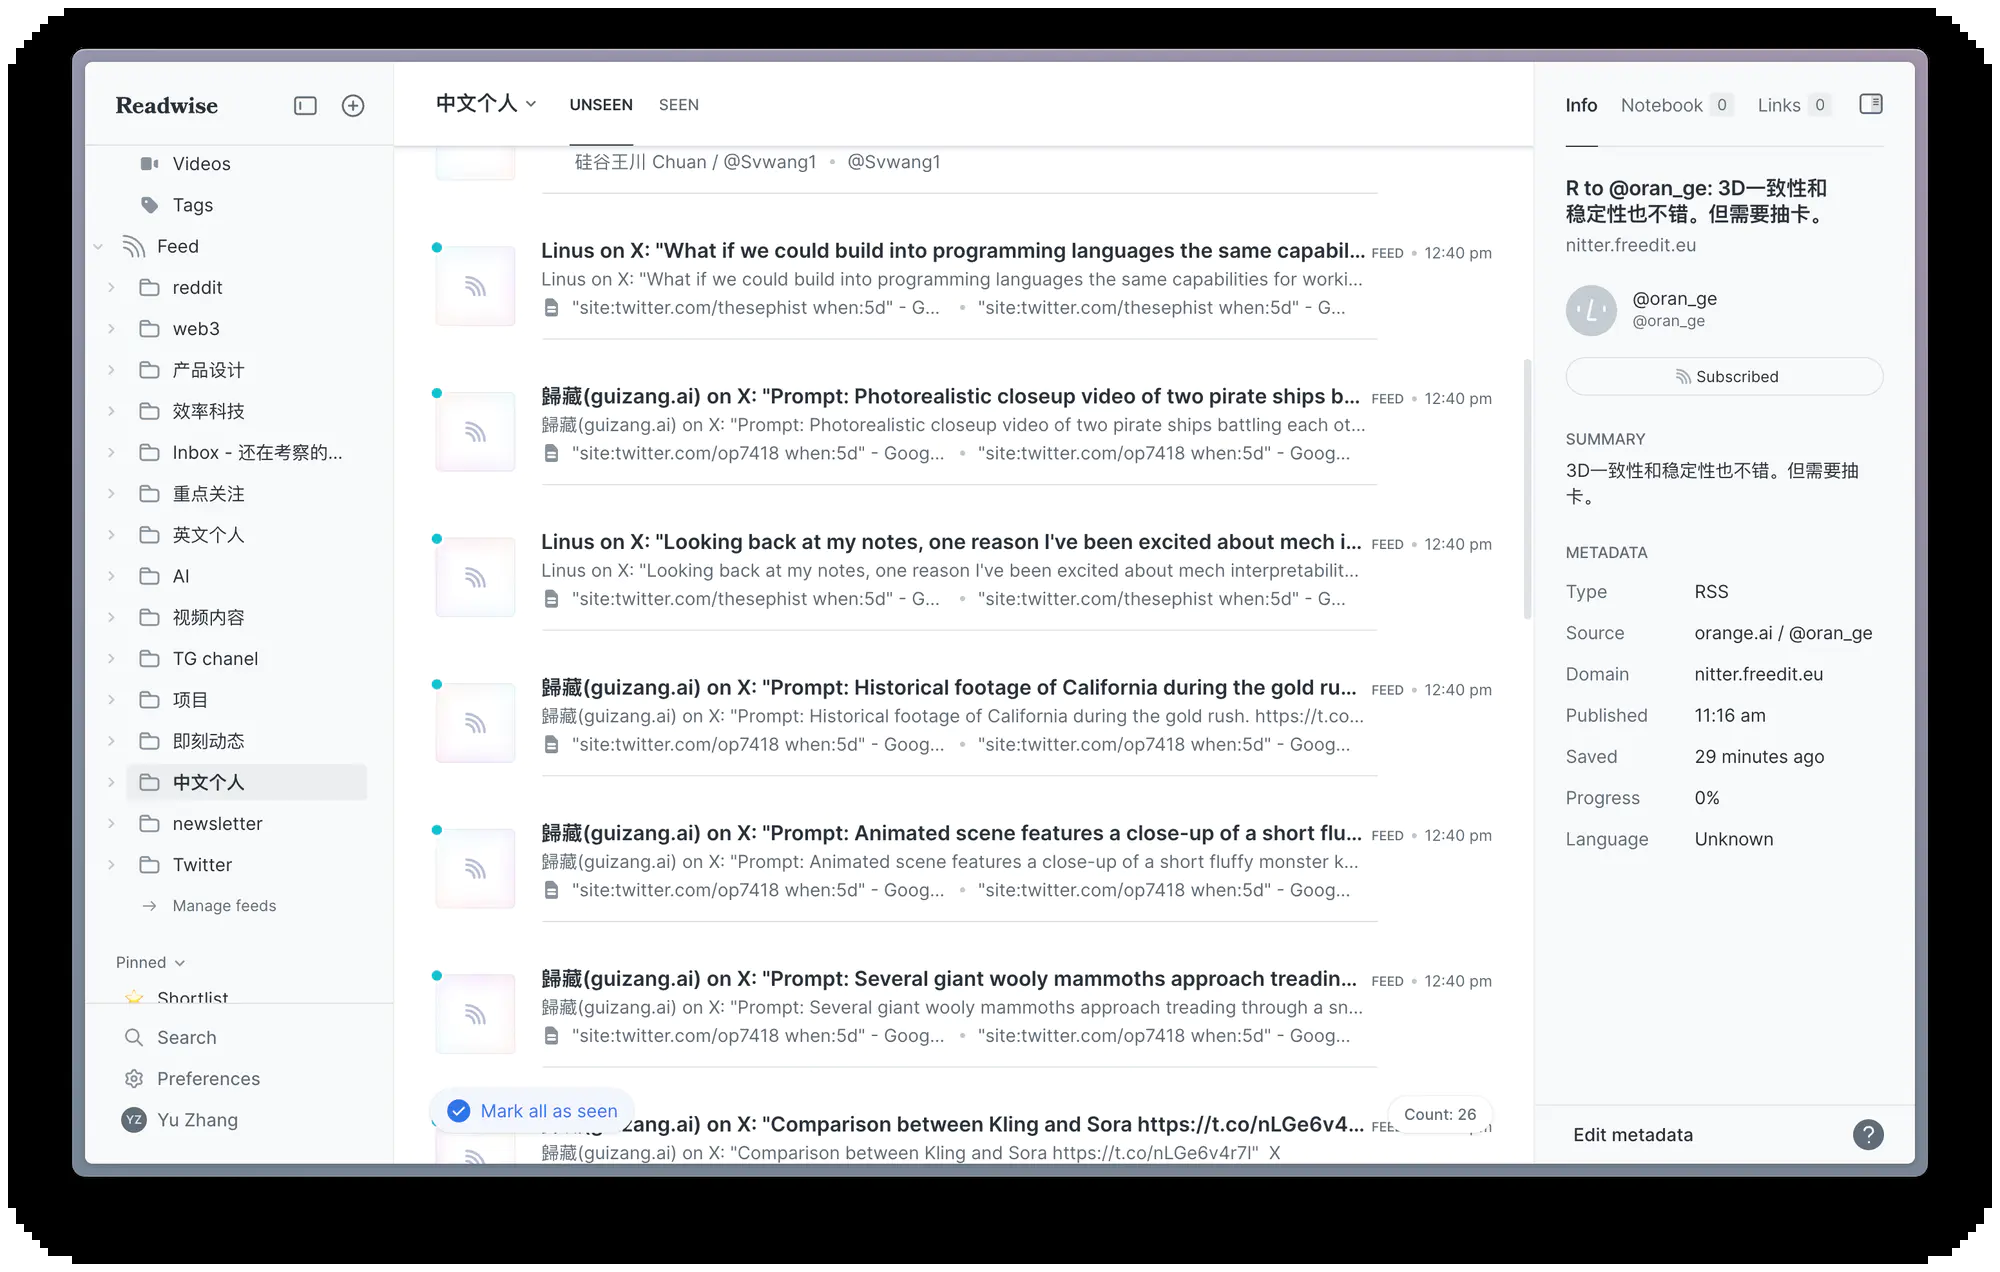 Readwise
Videos
Tags
Feed
reddit
web3
产品设计
效率科技
Inbox - 还在考察的...
重点关注
英文个人
AI
视频内容
TG chanel
项目
即刻动态
中文个人
newsletter
Twitter
Manage feeds
Pinned
Shortlist
Search
Preferences
YZ Yu Zhang
中文个人 UNSEEN SEEN
硅谷王川 Chuan / @Svwang1 • @Svwang1
Linus on X: "What if we could build into programming languages the same capabil... FEED • 12:40 pm
Linus on X: "What if we could build into programming languages the same capabilities for worki...
"site:twitter.com/thesephist when:5d" - G... • "site:twitter.com/thesephist when:5d" - G...
歸藏(guizang.ai) on X: "Prompt: Photorealistic closeup video of two pirate ships b... FEED • 12:40 pm
歸藏(guizang.ai) on X: "Prompt: Photorealistic closeup video of two pirate ships battling each ot...
"site:twitter.com/op7418 when:5d" - Goog... • "site:twitter.com/op7418 when:5d" - Goog...
Linus on X: "Looking back at my notes, one reason I've been excited about mech i... FEED • 12:40 pm
Linus on X: "Looking back at my notes, one reason I've been excited about mech interpretabilit...
"site:twitter.com/thesephist when:5d" - G... • "site:twitter.com/thesephist when:5d" - G...
歸藏(guizang.ai) on X: "Prompt: Historical footage of California during the gold ru... FEED • 12:40 pm
歸藏(guizang.ai) on X: "Prompt: Historical footage of California during the gold rush. https://t.co...
"site:twitter.com/op7418 when:5d" - Goog... • "site:twitter.com/op7418 when:5d" - Goog...
歸藏(guizang.ai) on X: "Prompt: Animated scene features a close-up of a short flu... FEED • 12:40 pm
歸藏(guizang.ai) on X: "Prompt: Animated scene features a close-up of a short fluffy monster k...
"site:twitter.com/op7418 when:5d" - Goog... • "site:twitter.com/op7418 when:5d" - Goog...
歸藏(guizang.ai) on X: "Prompt: Several giant wooly mammoths approach treadin... FEED • 12:40 pm
歸藏(guizang.ai) on X: "Prompt: Several giant wooly mammoths approach treading through a sn...
"site:twitter.com/op7418 when:5d" - Goog... • "site:twitter.com/op7418 when:5d" - Goog...
Mark all as seen
Count: 26
zang.ai) on X: "Comparison between Kling and Sora https://t.co/nLGe6v4...
歸藏(guizang.ai) on X: "Comparison between Kling and Sora https://t.co/nLGe6v4r7l" X
Info Notebook 0 Links 0
R to @oran_ge: 3D一致性和
稳定性也不错。但需要抽卡。
nitter.freedit.eu
@oran_ge
@oran_ge
Subscribed
SUMMARY
3D一致性和稳定性也不错。但需要抽
卡。
METADATA
Type RSS
Source orange.ai / @oran_ge
Domain nitter.freedit.eu
Published 11:16 am
Saved 29 minutes ago
Progress 0%
Language Unknown
Edit metadata ?